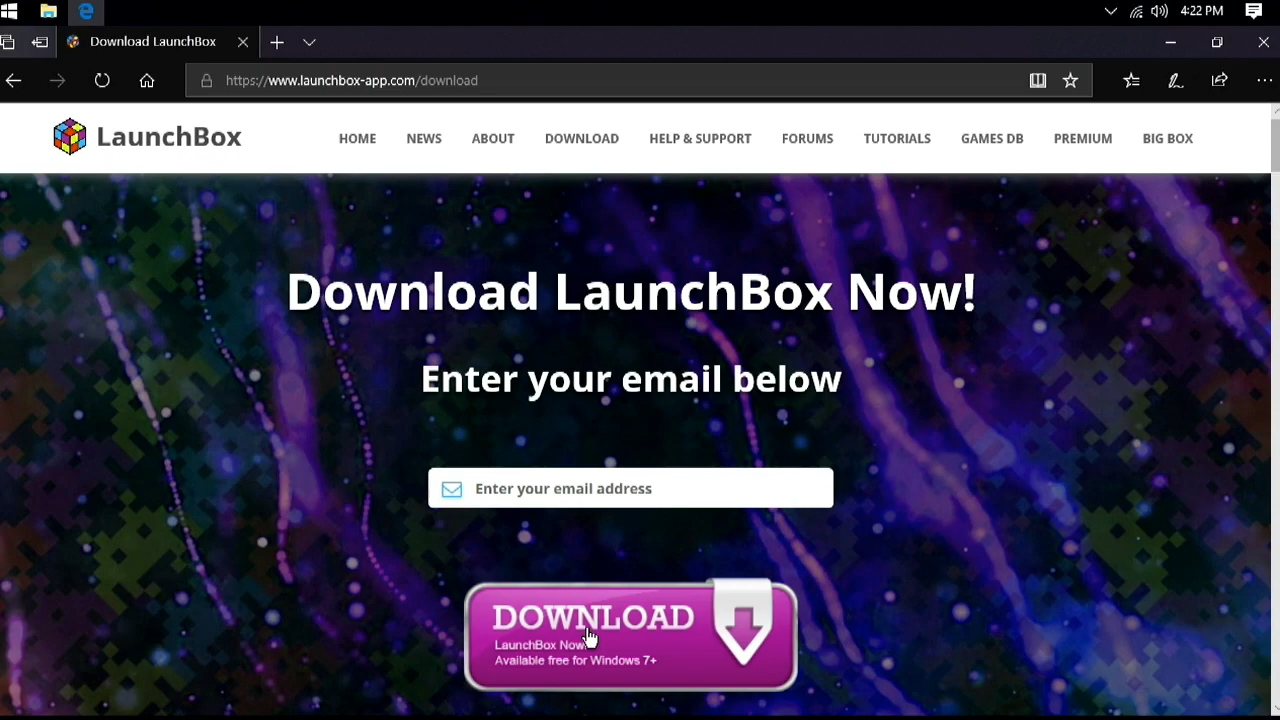 4:22 PM
Download LaunchBox
https://www.launchbox-app.com/download
LaunchBox
HOME NEWS ABOUT DOWNLOAD HELP & SUPPORT FORUMS TUTORIALS GAMES DB PREMIUM BIG BOX
Download LaunchBox Now!
Enter your email below
Enter your email address
DOWNLOAD
LaunchBox Now
Available free for Windows 7+